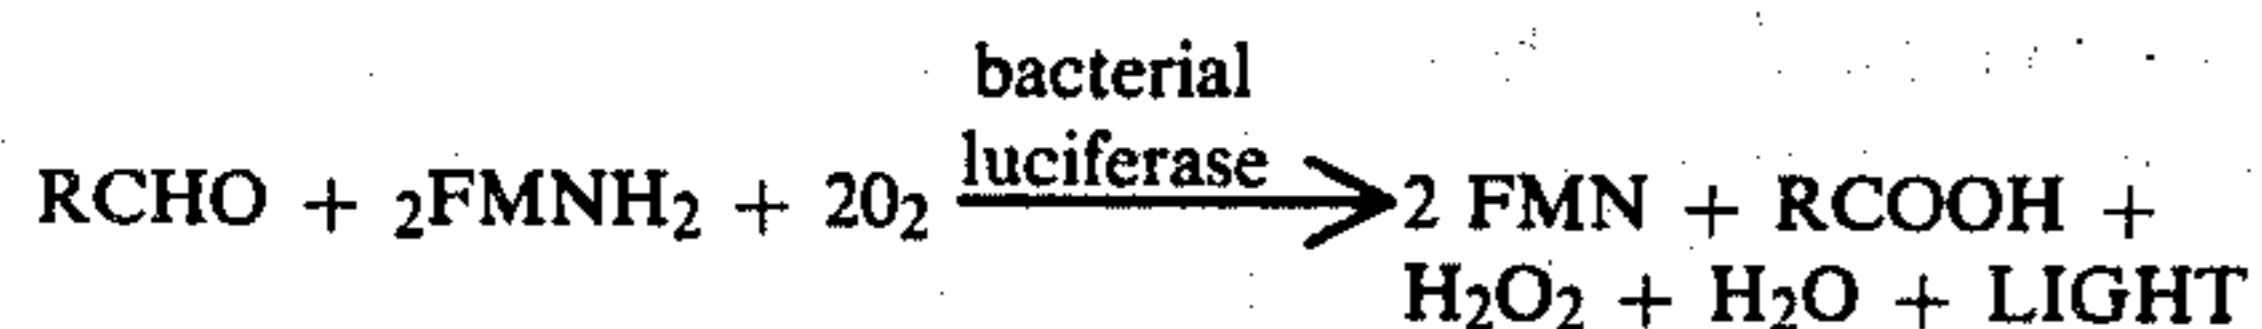 bacterial
luciferase
RCHO + ₂FMNH₂ + 20₂ → 2 FMN + RCOOH +
H₂O₂ + H₂O + LIGHT